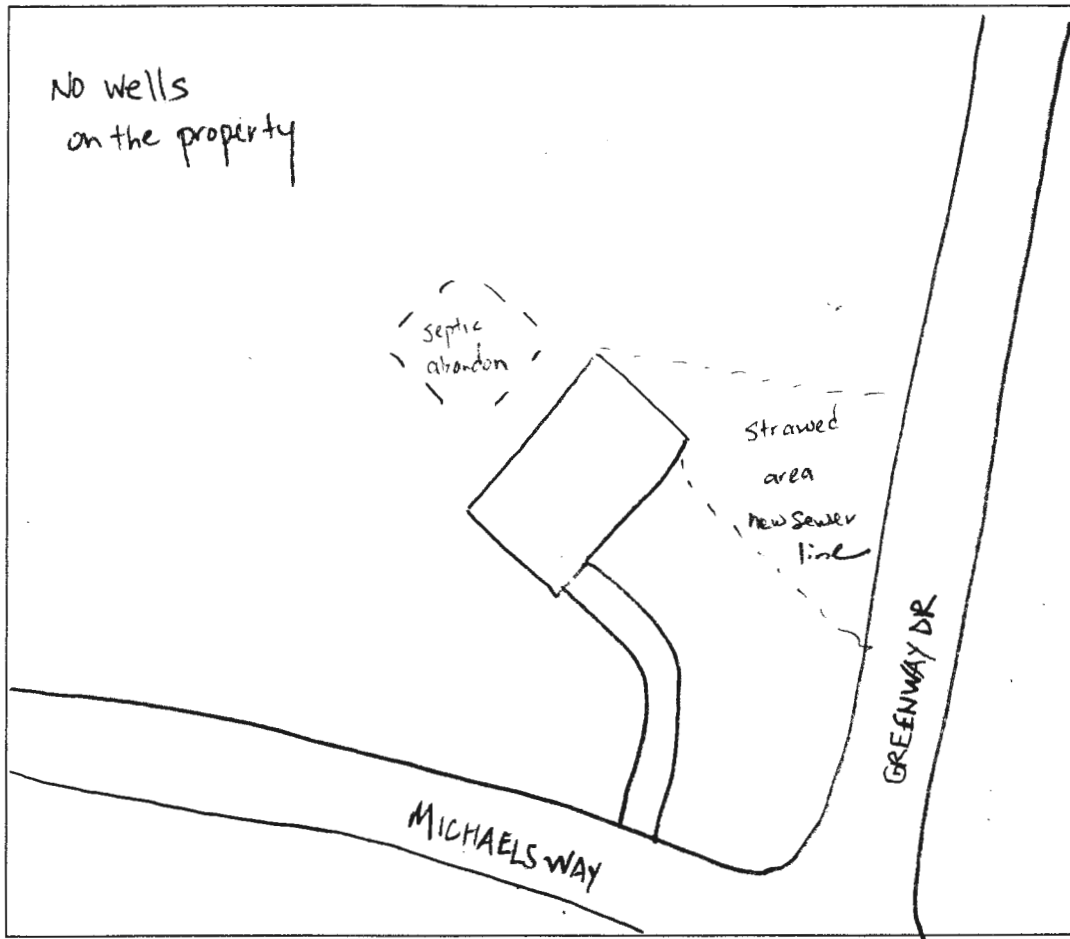 No wells
on the property
septic
abandon
strawed
area
new sewer
line
GREENWAY DR
MICHAELS WAY